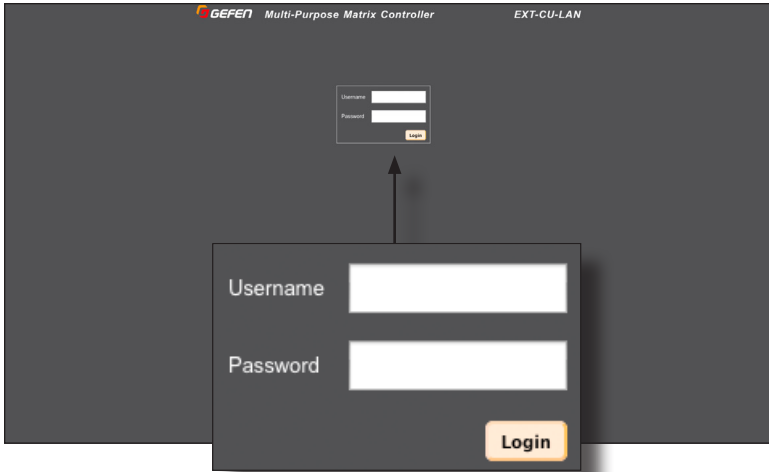 GEFEN Multi-Purpose Matrix Controller EXT-CU-LAN
Username
Password
Login
Username
Password
Login